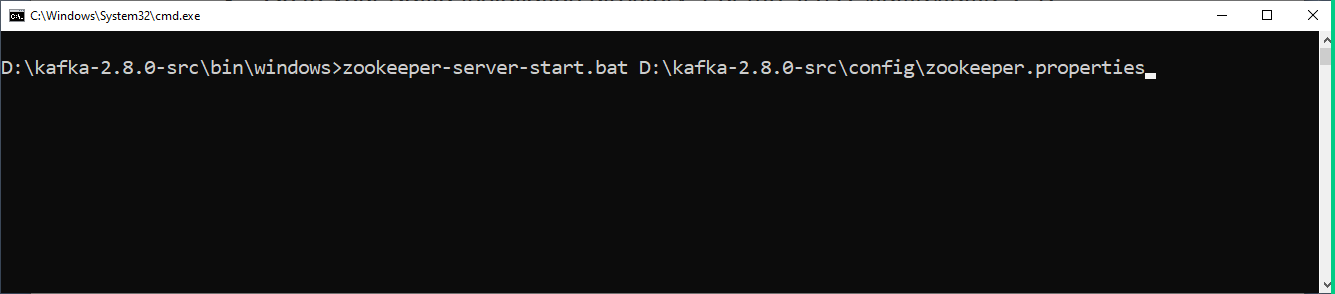 C:\Windows\System32\cmd.exe
D:\kafka-2.8.0-src\bin\windows>zookeeper-server-start.bat D:\kafka-2.8.0-src\config\zookeeper.properties